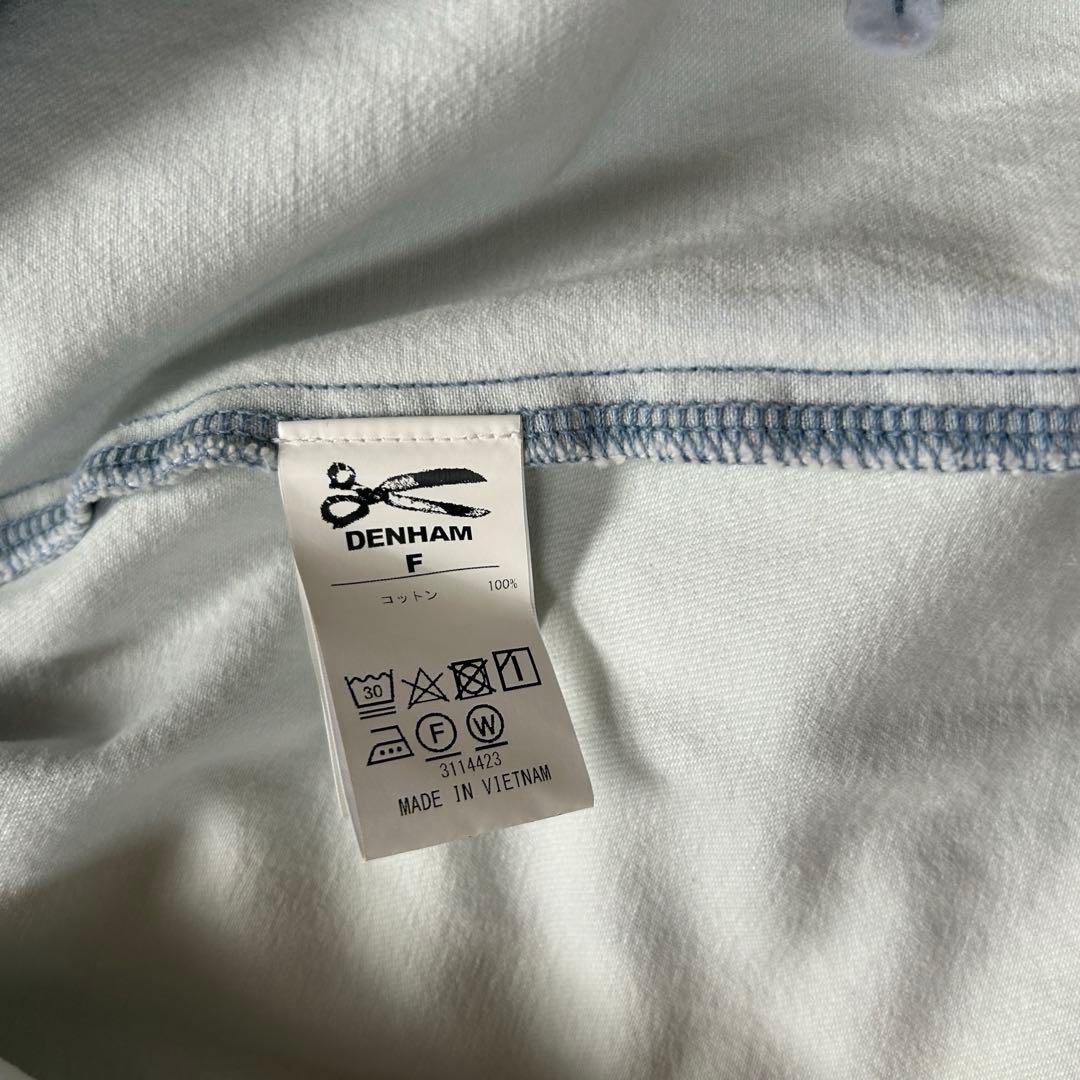 DENHAM
F
コットン 100%
30
F W
3114423
MADE IN VIETNAM